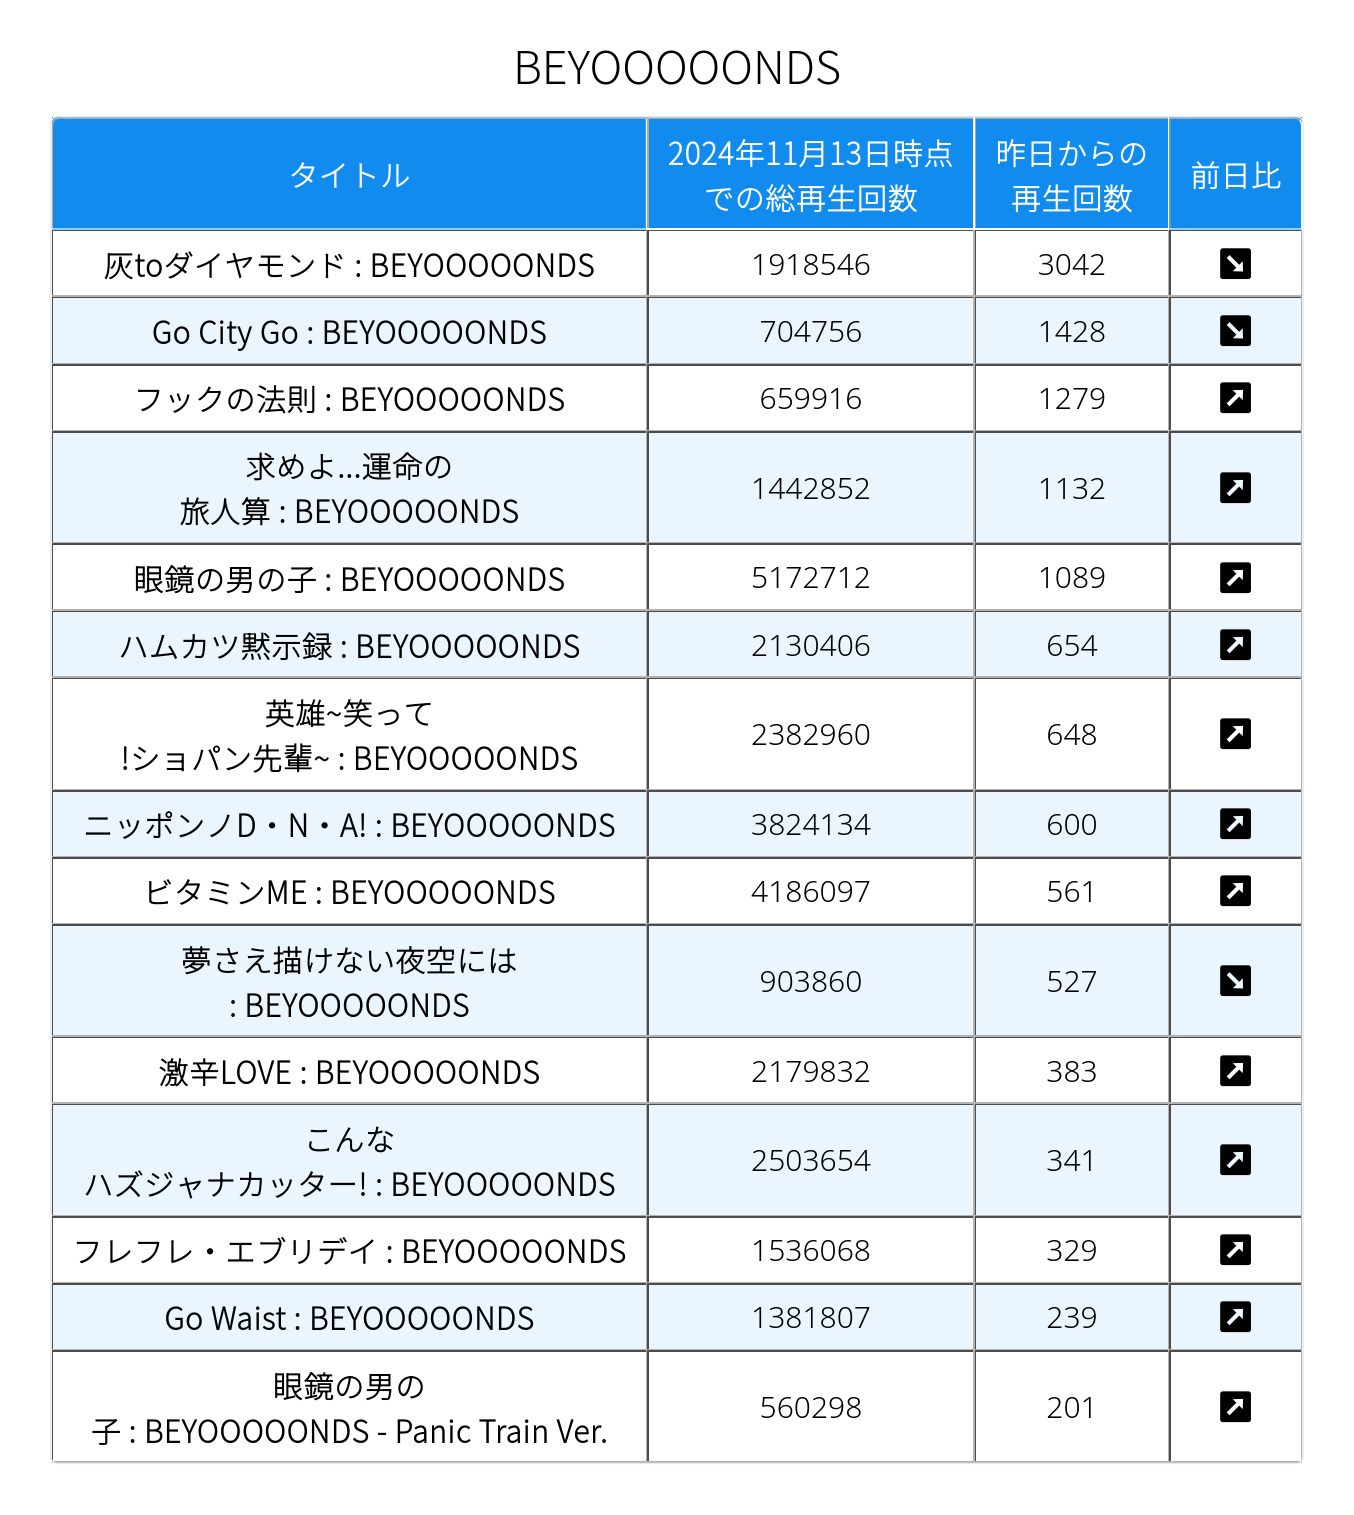 BEYOOOOONDS
タイトル
2024年11月13日時点
での総再生回数
昨日からの
再生回数
前日比
灰toダイヤモンド : BEYOOOOONDS
1918546
3042
Go City Go : BEYOOOOONDS
704756
1428
フックの法則 : BEYOOOOONDS
659916
1279
求めよ...運命の
旅人算 : BEYOOOOONDS
1442852
1132
眼鏡の男の子 : BEYOOOOONDS
5172712
1089
ハムカツ黙示録 : BEYOOOOONDS
2130406
654
英雄~笑って
!ショパン先輩~ : BEYOOOOONDS
2382960
648
ニッポンノD・N・A! : BEYOOOOONDS
3824134
600
ビタミンME : BEYOOOOONDS
4186097
561
夢さえ描けない夜空には
: BEYOOOOONDS
903860
527
激辛LOVE : BEYOOOOONDS
2179832
383
こんな
ハズジャナカッター! : BEYOOOOONDS
2503654
341
フレフレ・エブリデイ : BEYOOOOONDS
1536068
329
Go Waist : BEYOOOOONDS
1381807
239
眼鏡の男の
子 : BEYOOOOONDS - Panic Train Ver.
560298
201